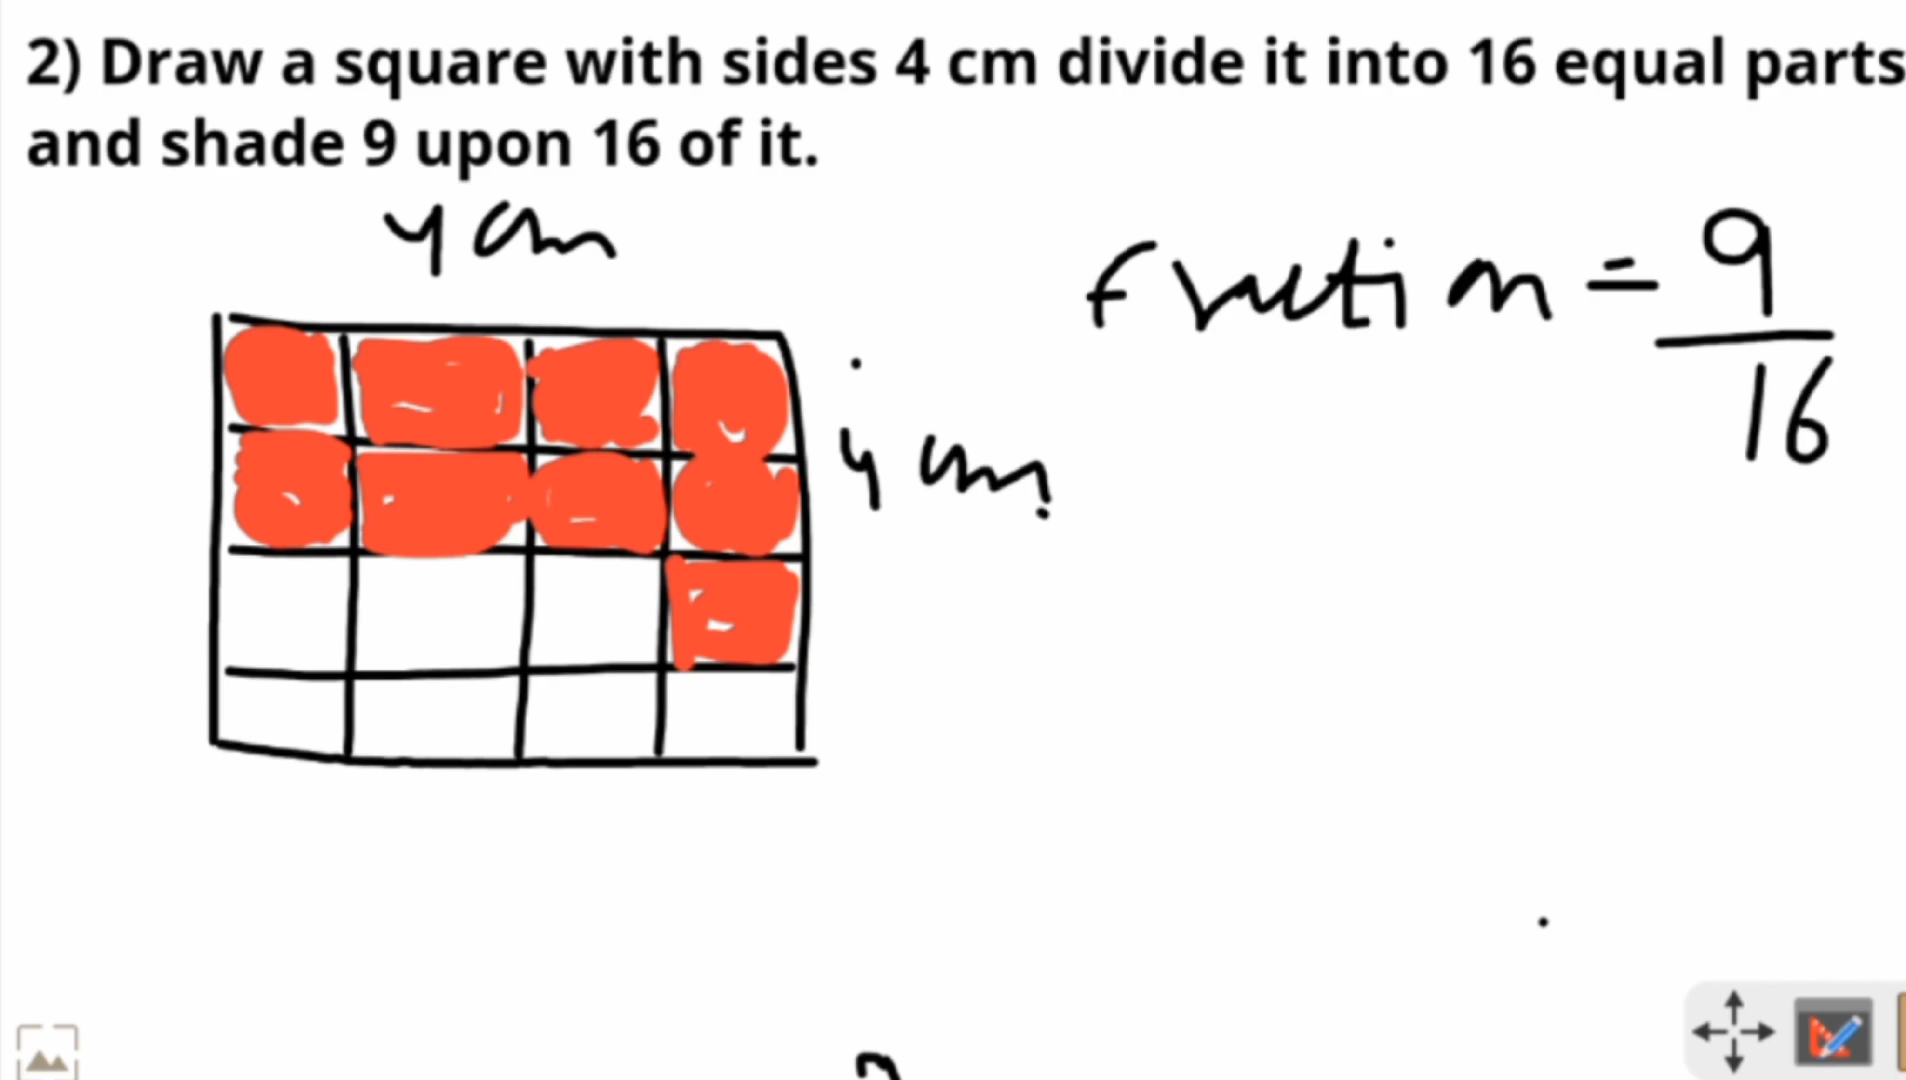 2) Draw a square with sides 4 cm divide it into 16 equal parts
and shade 9 upon 16 of it.
4 cm
fraction = 9
16
4 cm